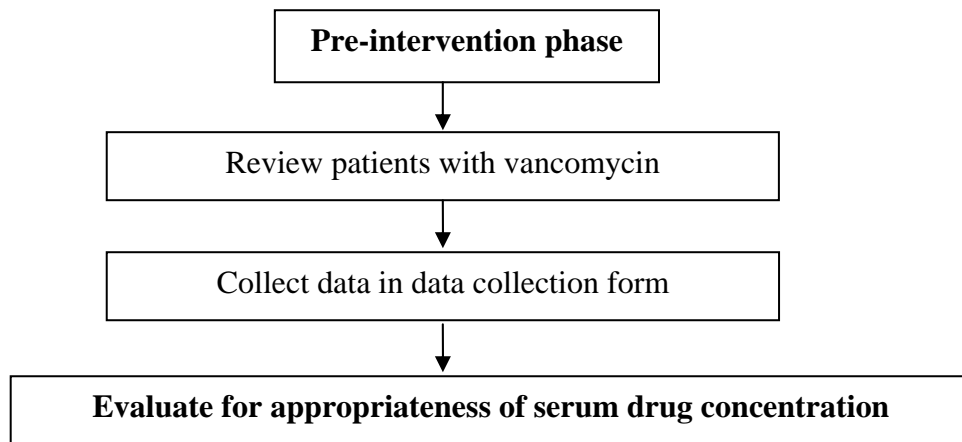 Pre-intervention phase
Review patients with vancomycin
Collect data in data collection form
Evaluate for appropriateness of serum drug concentration